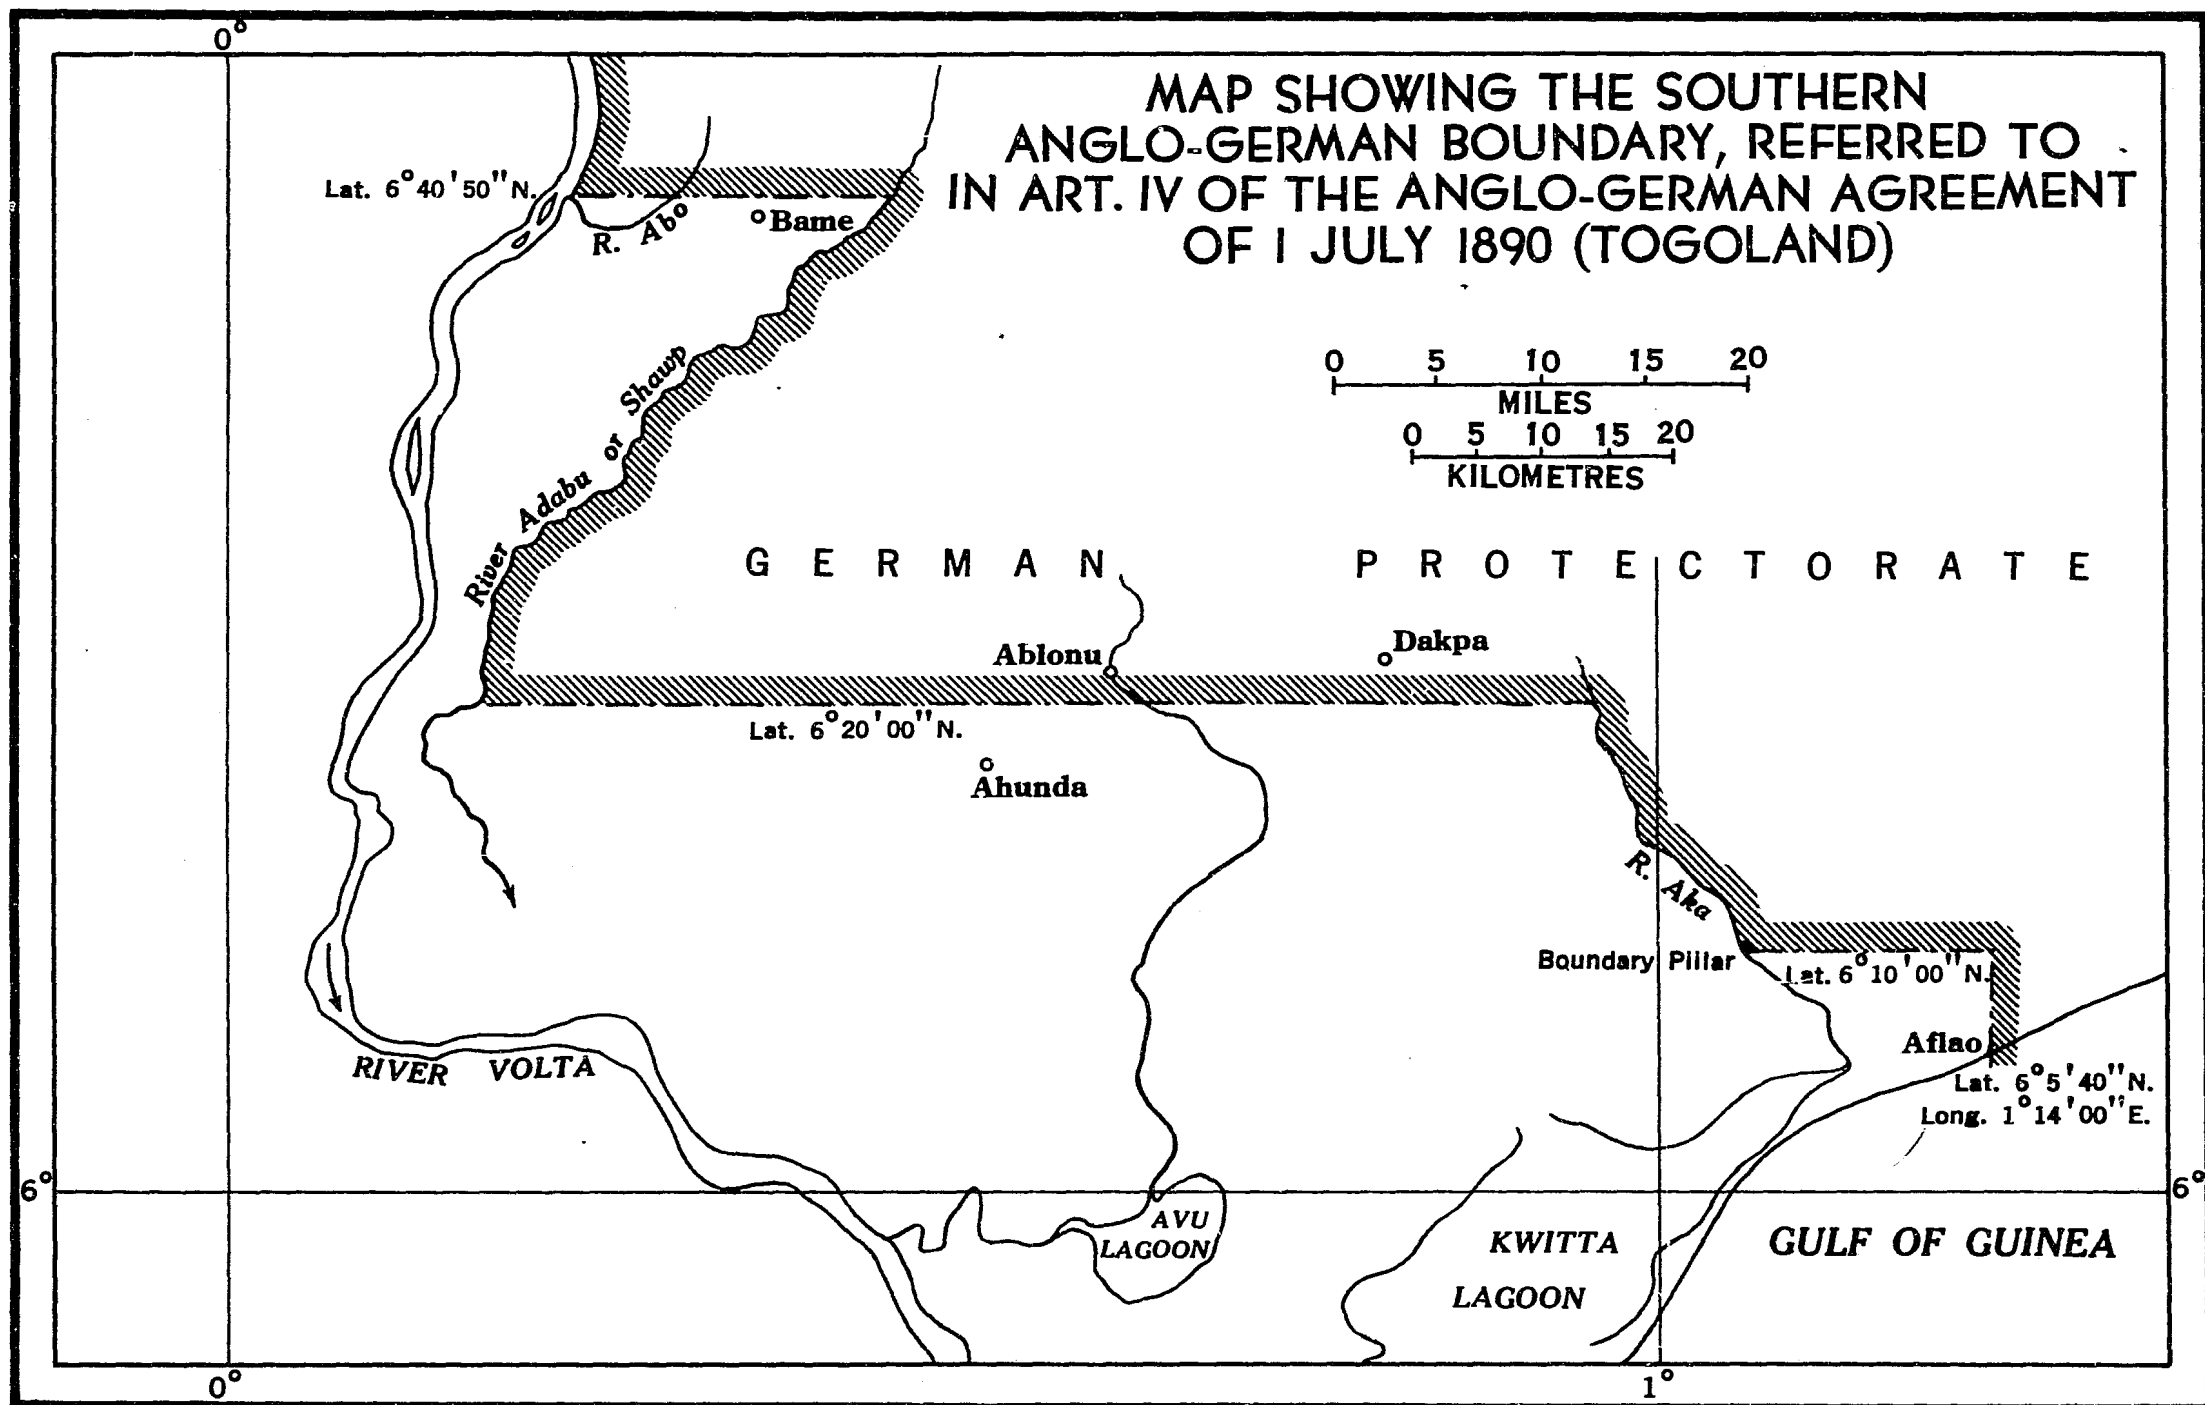 0°
MAP SHOWING THE SOUTHERN
ANGLO-GERMAN BOUNDARY, REFERRED TO
IN ART. IV OF THE ANGLO-GERMAN AGREEMENT
OF 1 JULY 1890 (TOGOLAND)
Lat. 6°40'50"N.
R. Abo
Bame
0 5 10 15 20
MILES
0 5 10 15 20
KILOMETRES
River Adabu or Shawp
GERMAN PROTECTORATE
Ablonu
Dakpa
Lat. 6°20'00"N.
Ahunda
R. Aka
Boundary Pillar
Lat. 6°10'00"N.
Aflao
Lat. 6°5'40"N.
Long. 1°14'00"E.
RIVER VOLTA
6°
6°
AVU
LAGOON
KWITTA
LAGOON
GULF OF GUINEA
0°
1°